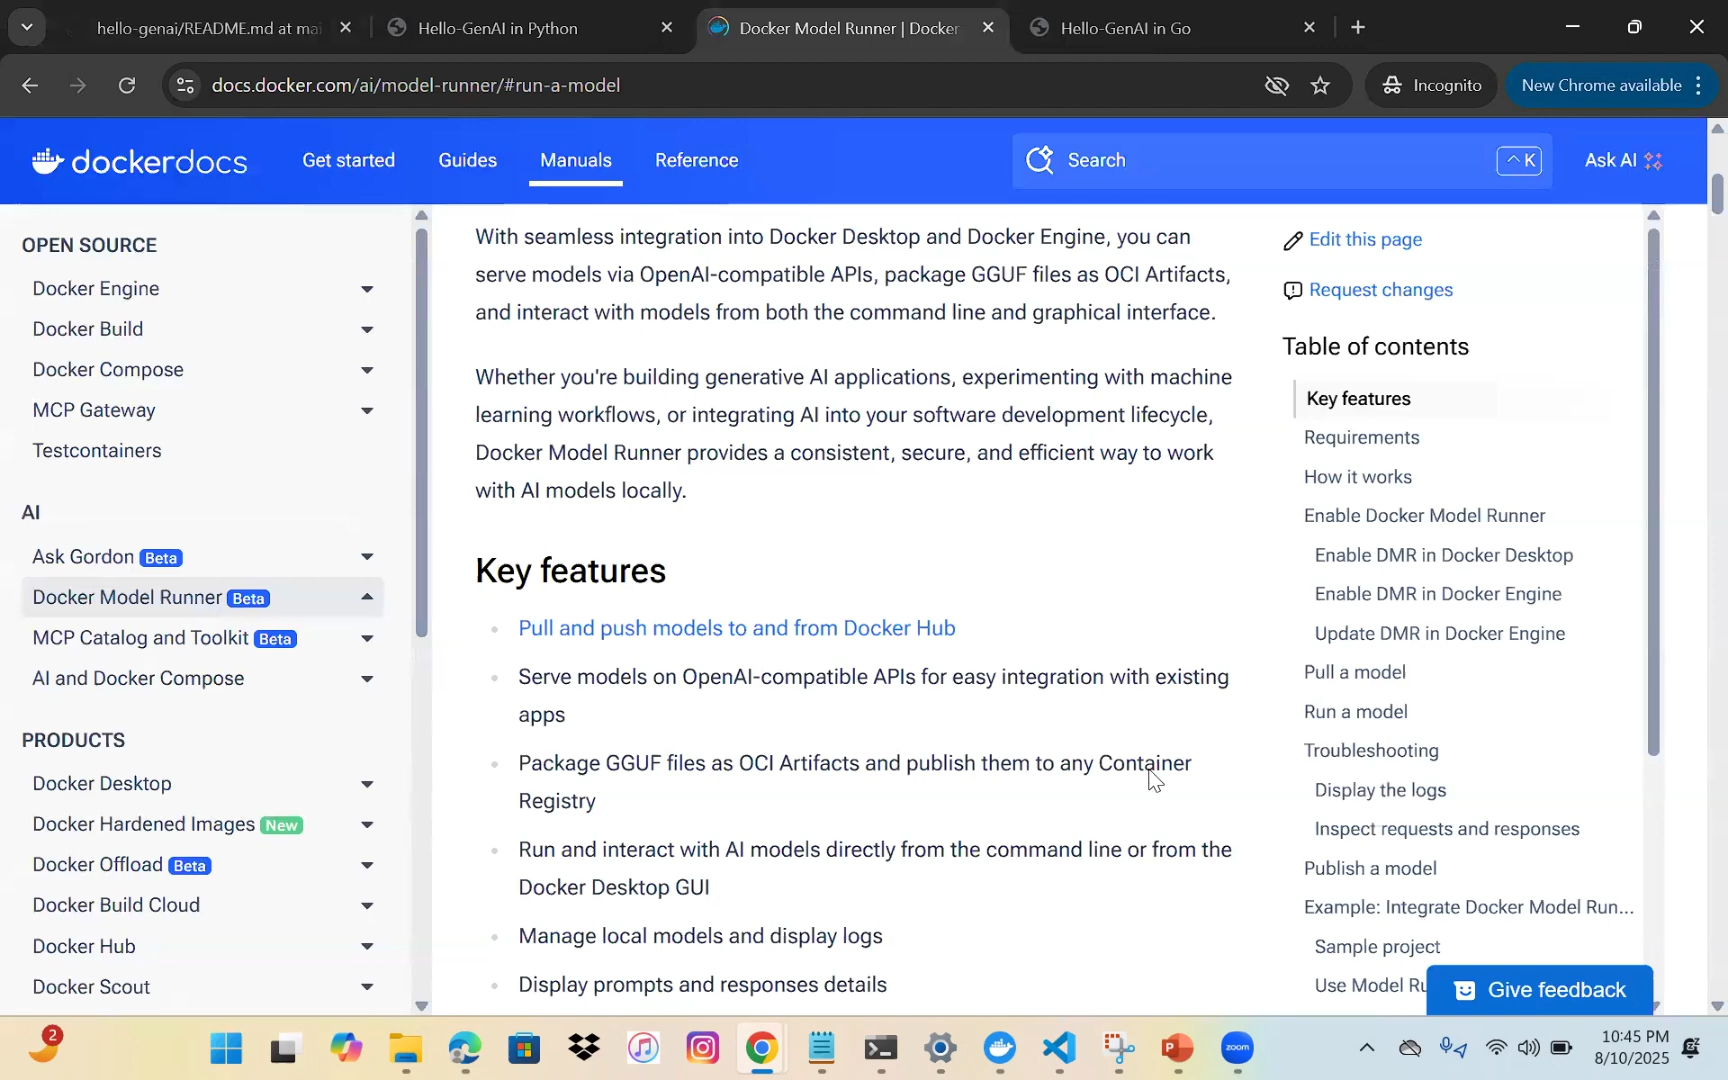 hello-genai/README.md at mai
Hello-GenAI in Python
Docker Model Runner | Docker
Hello-GenAI in Go
docs.docker.com/ai/model-runner/#run-a-model
Incognito
New Chrome available
dockerdocs
Get started
Guides
Manuals
Reference
Search
^ K
Ask AI
OPEN SOURCE
Docker Engine
Docker Build
Docker Compose
MCP Gateway
Testcontainers
AI
Ask Gordon Beta
Docker Model Runner Beta
MCP Catalog and Toolkit Beta
AI and Docker Compose
PRODUCTS
Docker Desktop
Docker Hardened Images New
Docker Offload Beta
Docker Build Cloud
Docker Hub
Docker Scout
With seamless integration into Docker Desktop and Docker Engine, you can
serve models via OpenAI-compatible APIs, package GGUF files as OCI Artifacts,
and interact with models from both the command line and graphical interface.
Whether you're building generative AI applications, experimenting with machine
learning workflows, or integrating AI into your software development lifecycle,
Docker Model Runner provides a consistent, secure, and efficient way to work
with AI models locally.
Key features
Pull and push models to and from Docker Hub
Serve models on OpenAI-compatible APIs for easy integration with existing
apps
Package GGUF files as OCI Artifacts and publish them to any Container
Registry
Run and interact with AI models directly from the command line or from the
Docker Desktop GUI
Manage local models and display logs
Display prompts and responses details
Edit this page
Request changes
Table of contents
Key features
Requirements
How it works
Enable Docker Model Runner
Enable DMR in Docker Desktop
Enable DMR in Docker Engine
Update DMR in Docker Engine
Pull a model
Run a model
Troubleshooting
Display the logs
Inspect requests and responses
Publish a model
Example: Integrate Docker Model Run...
Sample project
Use Model Ru
Give feedback
2
zoom
10:45 PM
8/10/2025